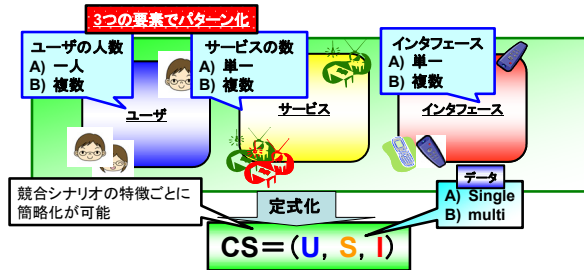 3つの要素でパターン化
ユーザの人数
A) 一人
B) 複数
サービスの数
A) 単一
B) 複数
インタフェース
A) 単一
B) 複数
ユーザ
サービス
インタフェース
データ
A) Single
B) multi
競合シナリオの特徴ごとに
簡略化が可能
定式化
CS=(U, S, I)